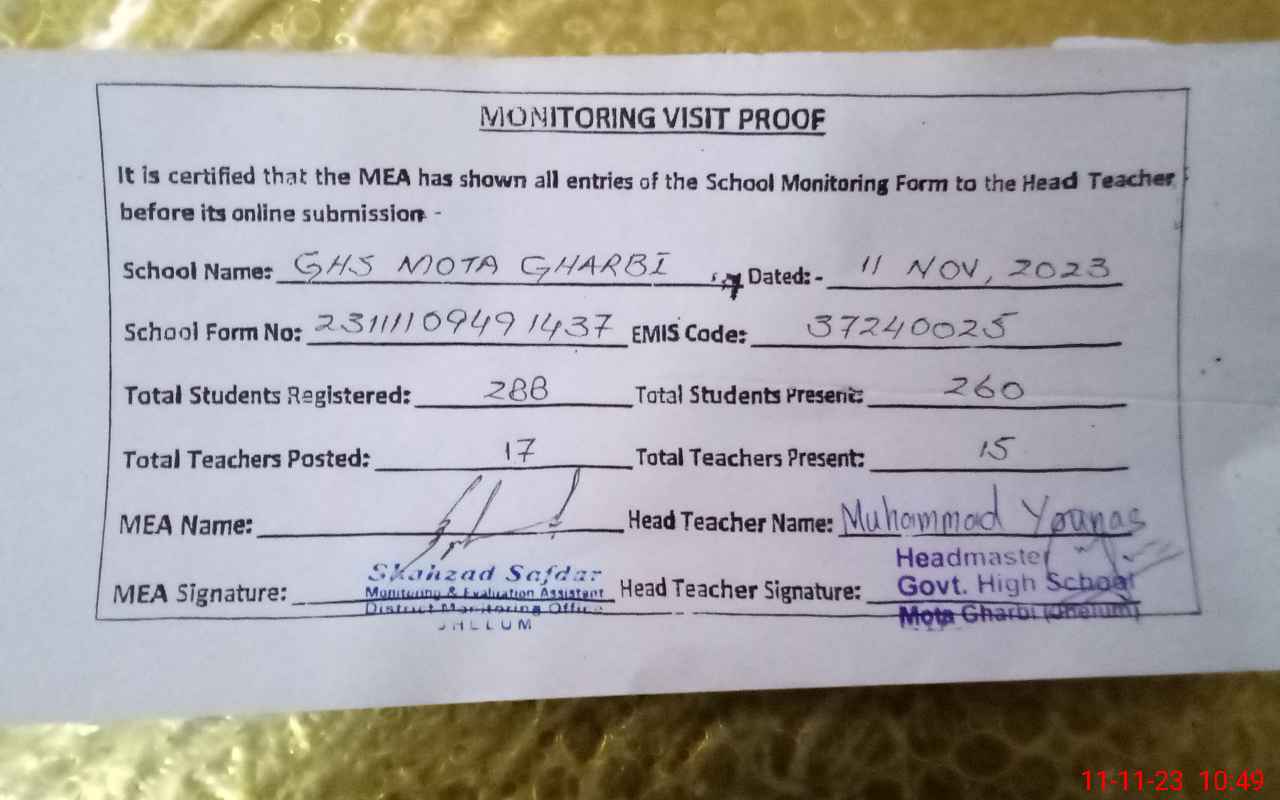 MONITORING VISIT PROOF
It is certified that the MEA has shown all entries of the School Monitoring Form to the Head Teacher
before its online submission -
School Name: GHS MOTA GHARBI Dated:- 11 NOV, 2023
School Form No: 23111109491437 EMIS Code: 37240025
Total Students Registered: 288 Total Students Present: 260
Total Teachers Posted: 17 Total Teachers Present: 15
MEA Name: Head Teacher Name: Muhammad Younas
MEA Signature: Head Teacher Signature:
Shahzad Safdar
Monitoring & Evaluation Assistant
District Monitoring Office
JHELUM
Headmaster
Govt. High School
Mota Gharbi (Jhelum)
11-11-23 10:49